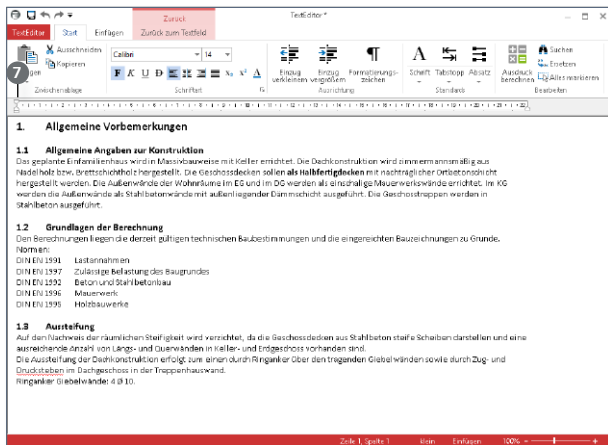 Zurück
TextEditor*
TextEditor Start Einfügen Zurück zum Textfeld
Ausschneiden
Kopieren
7
Zwischenablage
Calibri 14
F K U D
Schriftart
Einzug verkleinern
Einzug vergrößern
Formatierungszeichen
Ausrichtung
Schrift Tabstopp Absatz
Standards
Ausdruck berechnen
Suchen
Ersetzen
Alles markieren
Bearbeiten
1. Allgemeine Vorbemerkungen
1.1 Allgemeine Angaben zur Konstruktion
Das geplante Einfamilienhaus wird in Massivbauweise mit Keller errichtet. Die Dachkonstruktion wird zimmermannsmäßig aus
Nadelholz bzw. Brettschichtholz hergestellt. Die Geschossdecken sollen als Halbfertigdecken mit nachträglicher Ortbetonschicht
hergestellt werden. Die Außenwände der Wohnräume im EG und im DG werden als einschalige Mauerwerkswände errichtet. Im KG
werden die Außenwände als Stahlbetonwände mit außenliegender Dämmschicht ausgeführt. Die Geschosstreppen werden in
Stahlbeton ausgeführt.
1.2 Grundlagen der Berechnung
Den Berechnungen liegen die derzeit gültigen technischen Baubestimmungen und die eingereichten Bauzeichnungen zu Grunde.
Normen:
DIN EN 1991 Lastannahmen
DIN EN 1997 Zulässige Belastung des Baugrundes
DIN EN 1992 Beton und Stahlbetonbau
DIN EN 1996 Mauerwerk
DIN EN 1995 Holzbauwerke
1.3 Aussteifung
Auf den Nachweis der räumlichen Steifigkeit wird verzichtet, da die Geschossdecken aus Stahlbeton steife Scheiben darstellen und eine
ausreichende Anzahl von Längs- und Querwänden in Keller- und Erdgeschoss vorhanden sind.
Die Aussteifung der Dachkonstruktion erfolgt zum einen durch Ringanker über den tragenden Giebelwänden sowie durch Zug- und
Druckstreben im Dachgeschoss in der Treppenhauswand.
Ringanker Giebelwände: 4 Ø 10.
Zeile 1, Spalte 1 klein Einfügen 100%